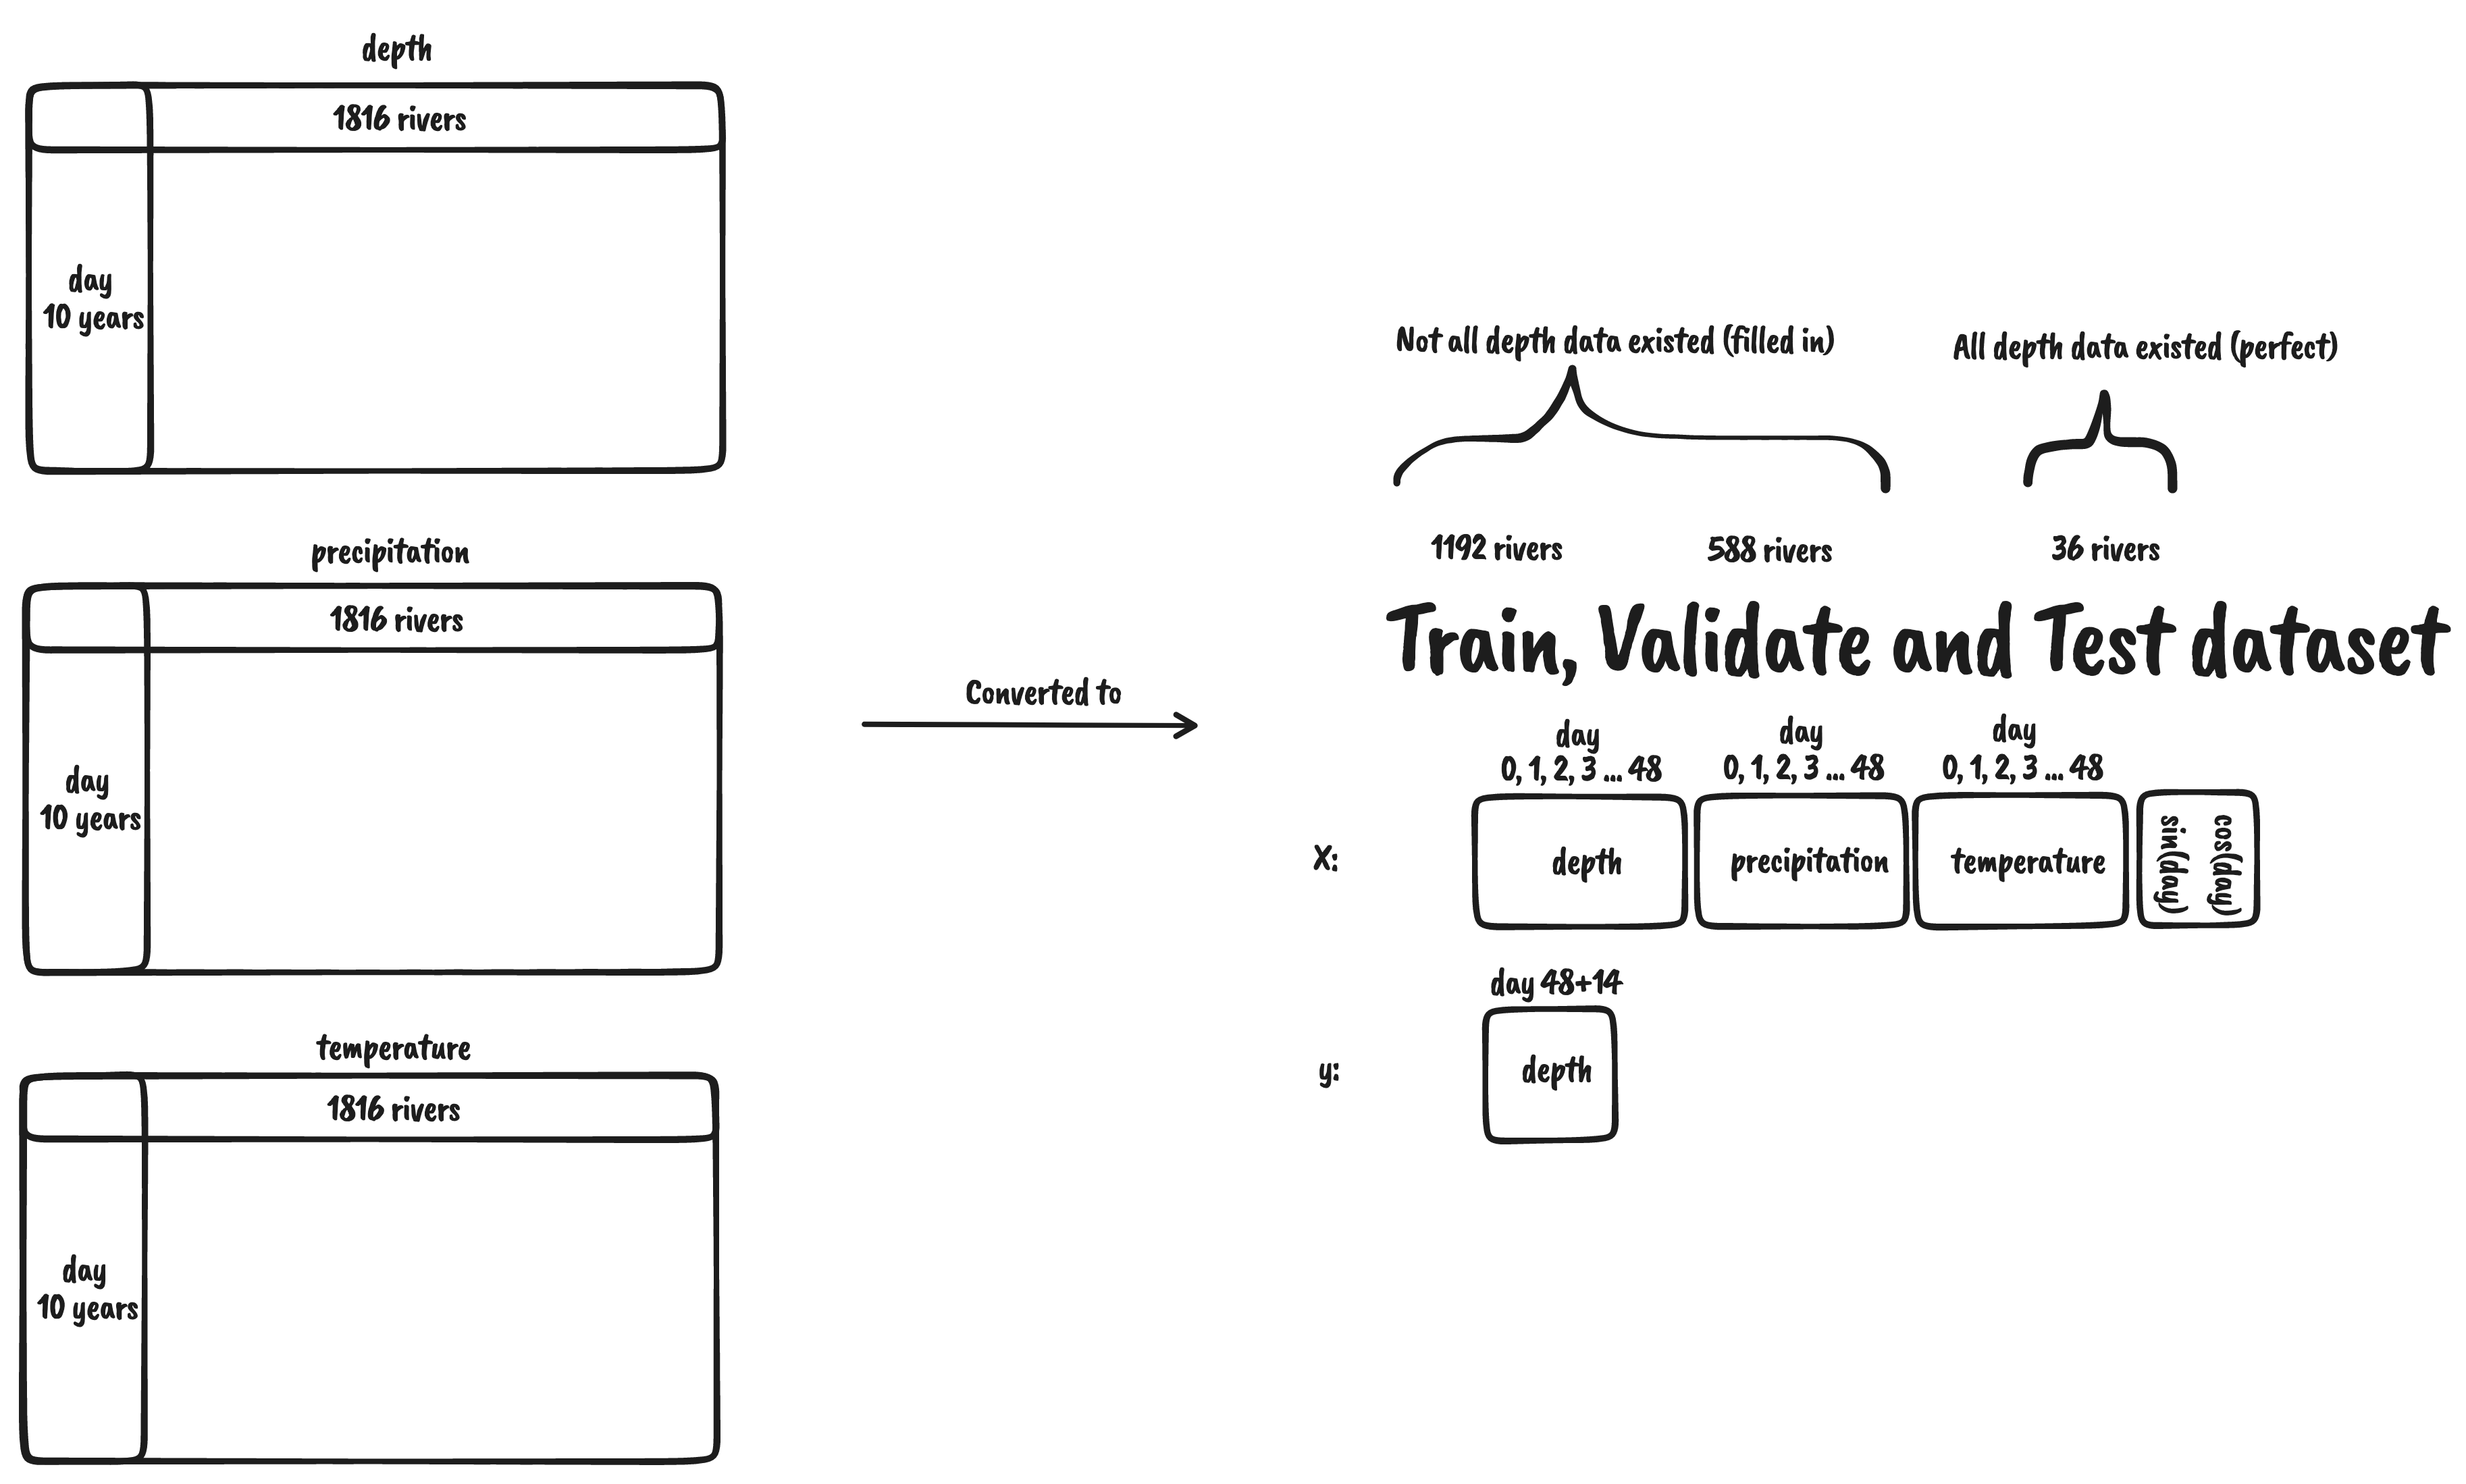 depth
1816 rivers
day
10 years
precipitation
1816 rivers
day
10 years
temperature
1816 rivers
day
10 years
Converted to
Not all depth data existed (filled in)
All depth data existed (perfect)
1192 rivers
588 rivers
36 rivers
Train, Validate and Test dataset
day
0, 1, 2, 3 ... 48
day
0, 1, 2, 3 ... 48
day
0, 1, 2, 3 ... 48
X:
depth
precipitation
temperature
sin(day)
cos(day)
day 48+14
y:
depth